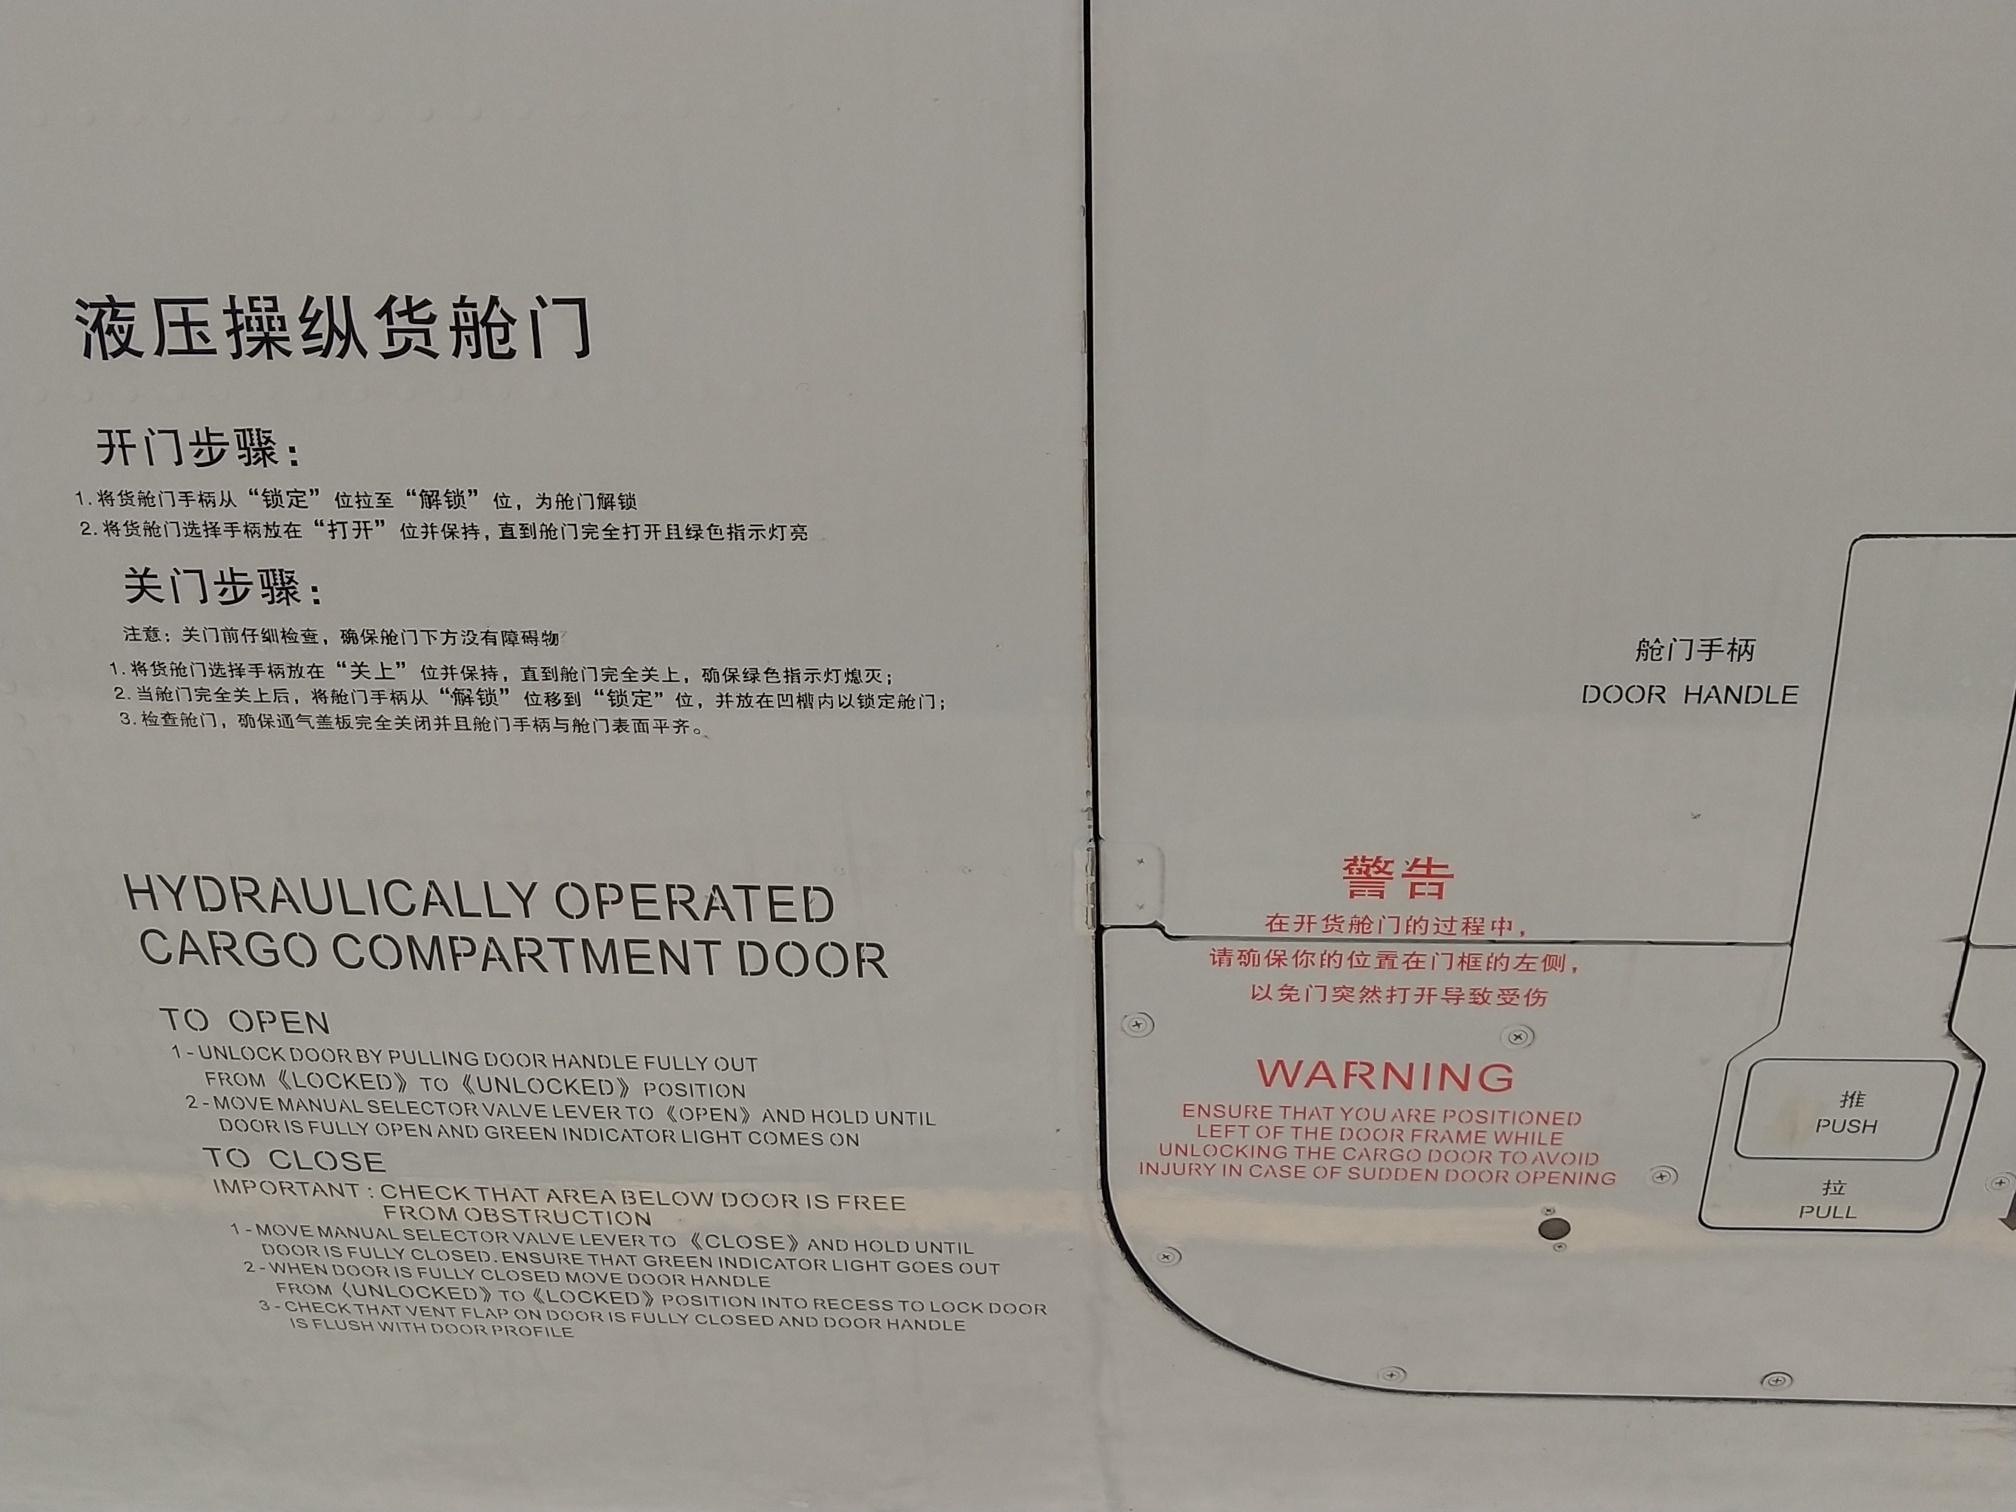 液压操纵货舱门
开门步骤:
1. 将货舱门手柄从“锁定”位拉至“解锁”位，为舱门解锁
2. 将货舱门选择手柄放在“打开”位并保持，直到舱门完全打开且绿色指示灯亮
关门步骤:
注意：关门前仔细检查，确保舱门下方没有障碍物
1. 将货舱门选择手柄放在“关上”位并保持，直到舱门完全关上，确保绿色指示灯熄灭；
2. 当舱门完全关上后，将舱门手柄从“解锁”位移到“锁定”位，并放在凹槽内以锁定舱门；
3. 检查舱门，确保通气盖板完全关闭并且舱门手柄与舱门表面平齐。
HYDRAULICALLY OPERATED
CARGO COMPARTMENT DOOR
TO OPEN
1 - UNLOCK DOOR BY PULLING DOOR HANDLE FULLY OUT
FROM《LOCKED》TO《UNLOCKED》POSITION
2 - MOVE MANUAL SELECTOR VALVE LEVER TO《OPEN》AND HOLD UNTIL
DOOR IS FULLY OPEN AND GREEN INDICATOR LIGHT COMES ON
TO CLOSE
IMPORTANT : CHECK THAT AREA BELOW DOOR IS FREE
FROM OBSTRUCTION
1 - MOVE MANUAL SELECTOR VALVE LEVER TO《CLOSE》AND HOLD UNTIL
DOOR IS FULLY CLOSED. ENSURE THAT GREEN INDICATOR LIGHT GOES OUT
2 - WHEN DOOR IS FULLY CLOSED MOVE DOOR HANDLE
FROM〈UNLOCKED》TO《LOCKED》POSITION INTO RECESS TO LOCK DOOR
3 - CHECK THAT VENT FLAP ON DOOR IS FULLY CLOSED AND DOOR HANDLE
IS FLUSH WITH DOOR PROFILE
舱门手柄
DOOR HANDLE
警告
在开货舱门的过程中，
请确保你的位置在门框的左侧，
以免门突然打开导致受伤
WARNING
ENSURE THAT YOU ARE POSITIONED
LEFT OF THE DOOR FRAME WHILE
UNLOCKING THE CARGO DOOR TO AVOID
INJURY IN CASE OF SUDDEN DOOR OPENING
推
PUSH
拉
PULL